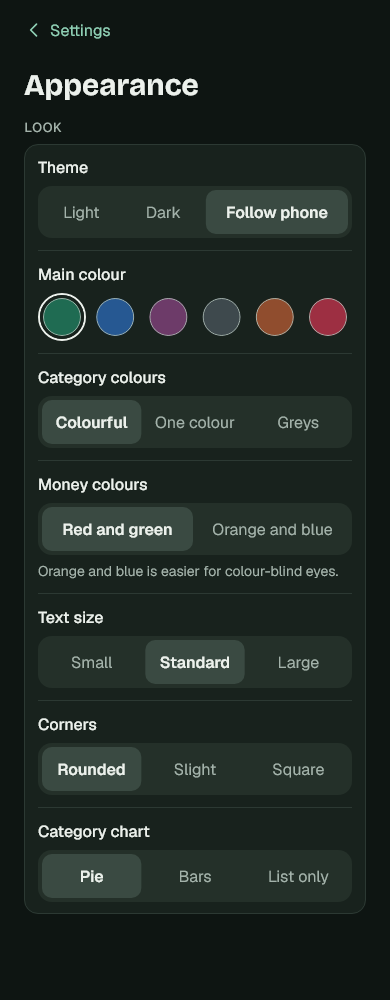 Settings
Appearance
LOOK
Theme
Light Dark Follow phone
Main colour
Category colours
Colourful One colour Greys
Money colours
Red and green Orange and blue
Orange and blue is easier for colour-blind eyes.
Text size
Small Standard Large
Corners
Rounded Slight Square
Category chart
Pie Bars List only